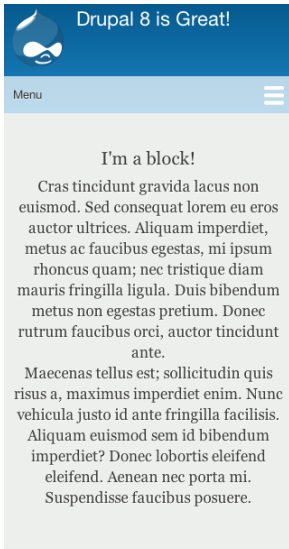 Drupal 8 is Great!
Menu
I'm a block!
Cras tincidunt gravida lacus non
euismod. Sed consequat lorem eu eros
auctor ultrices. Aliquam imperdiet,
metus ac faucibus egestas, mi ipsum
rhoncus quam; nec tristique diam
mauris fringilla ligula. Duis bibendum
metus non egestas pretium. Donec
rutrum faucibus orci, auctor tincidunt
ante.
Maecenas tellus est; sollicitudin quis
risus a, maximus imperdiet enim. Nunc
vehicula justo id ante fringilla facilisis.
Aliquam euismod sem id bibendum
imperdiet? Donec lobortis eleifend
eleifend. Aenean nec porta mi.
Suspendisse faucibus posuere.